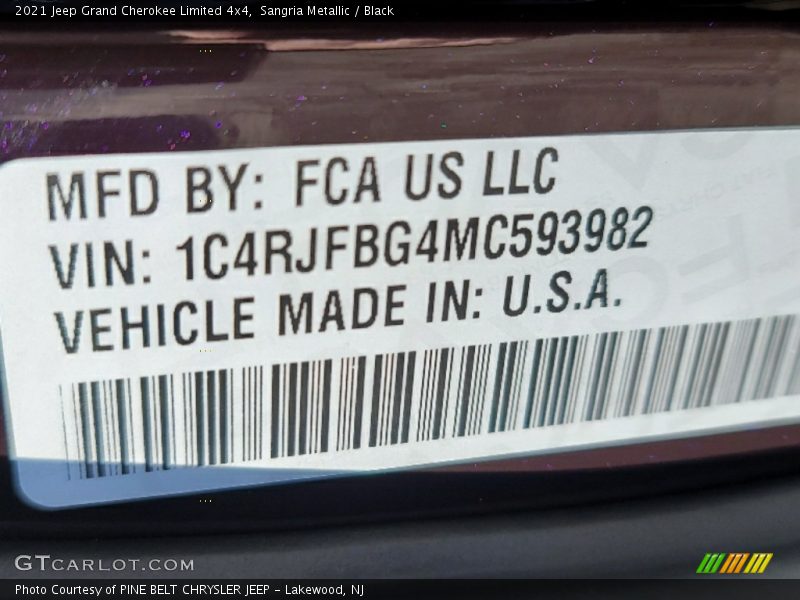 2021 Jeep Grand Cherokee Limited 4x4, Sangria Metallic / Black
MFD BY: FCA US LLC
VIN: 1C4RJFBG4MC593982
VEHICLE MADE IN: U.S.A.
GTCARLOT.COM
Photo Courtesy of PINE BELT CHRYSLER JEEP - Lakewood, NJ